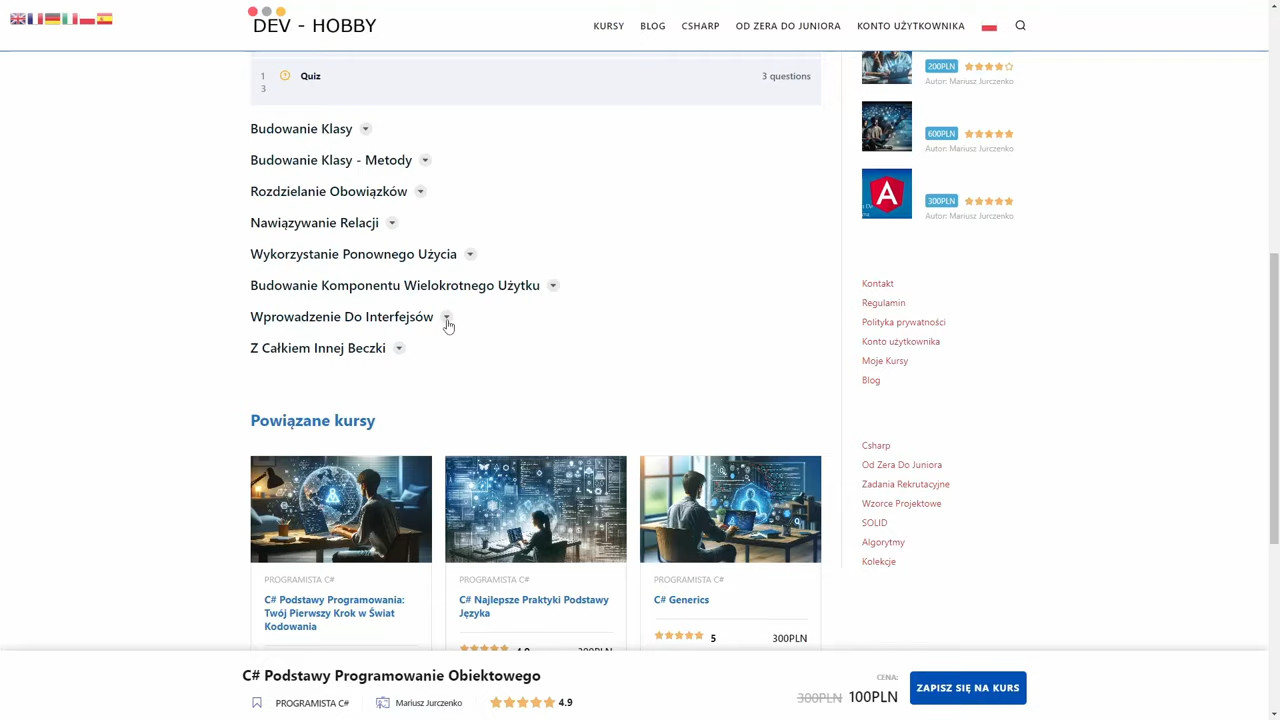 DEV - HOBBY
KURSY BLOG CSHARP OD ZERA DO JUNIORA KONTO UŻYTKOWNIKA
1
3
Quiz
3 questions
Budowanie Klasy
Budowanie Klasy - Metody
Rozdzielanie Obowiązków
Nawiązywanie Relacji
Wykorzystanie Ponownego Użycia
Budowanie Komponentu Wielokrotnego Użytku
Wprowadzenie Do Interfejsów
Z Całkiem Innej Beczki
200PLN
Autor: Mariusz Jurczenko
600PLN
Autor: Mariusz Jurczenko
300PLN
Autor: Mariusz Jurczenko
Kontakt
Regulamin
Polityka prywatności
Konto użytkownika
Moje Kursy
Blog
Csharp
Od Zera Do Juniora
Zadania Rekrutacyjne
Wzorce Projektowe
SOLID
Algorytmy
Kolekcje
Powiązane kursy
PROGRAMISTA C#
C# Podstawy Programowania:
Twój Pierwszy Krok w Świat
Kodowania
PROGRAMISTA C#
C# Najlepsze Praktyki Podstawy
Języka
PROGRAMISTA C#
C# Generics
5 300PLN
C# Podstawy Programowanie Obiektowego
PROGRAMISTA C# Mariusz Jurczenko 4.9
CENA:
300PLN 100PLN
ZAPISZ SIĘ NA KURS